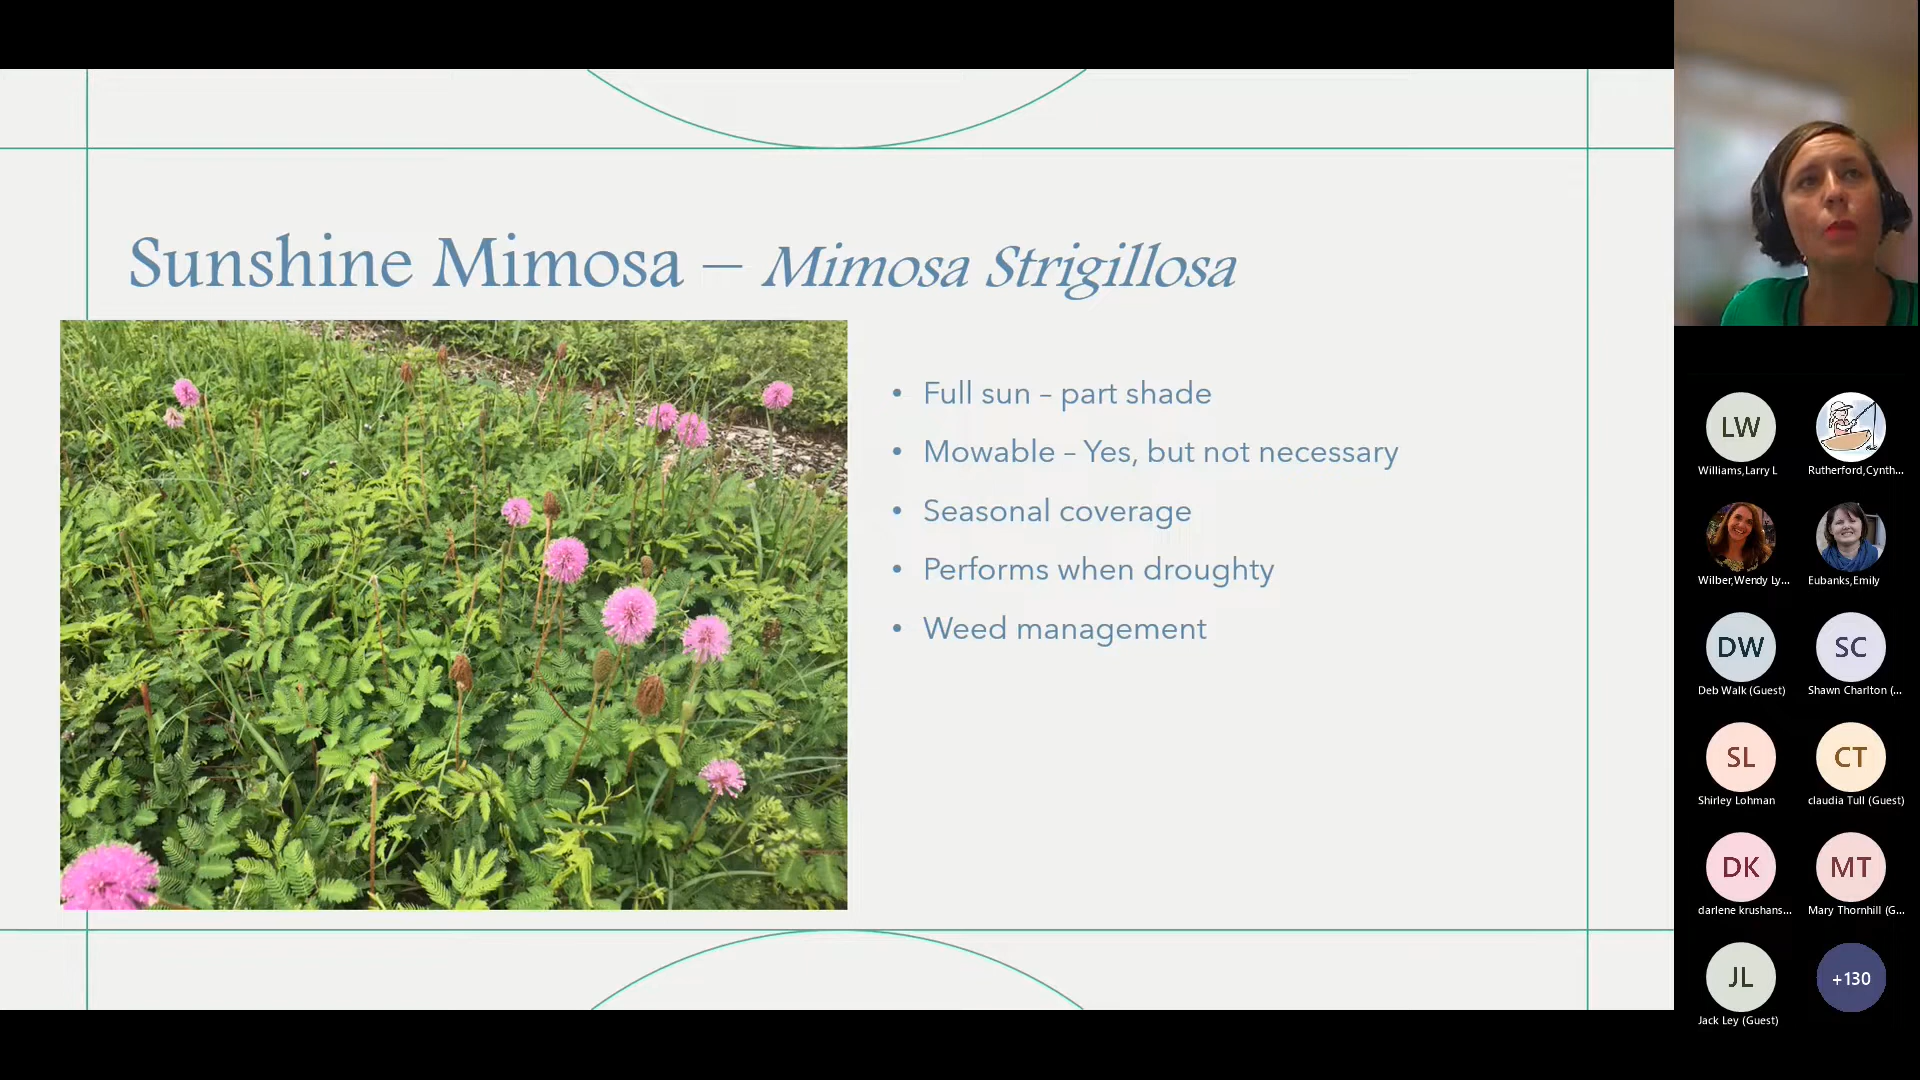 Sunshine Mimosa – Mimosa Strigillosa
• Full sun – part shade
• Mowable – Yes, but not necessary
• Seasonal coverage
• Performs when droughty
• Weed management
LW
Williams,Larry L
Rutherford,Cynth...
Wilber,Wendy Ly...
Eubanks,Emily
DW
SC
Deb Walk (Guest)
Shawn Charlton (...
SL
CT
Shirley Lohman
claudia Tull (Guest)
DK
MT
darlene krushans...
Mary Thornhill (G...
JL
+130
Jack Ley (Guest)